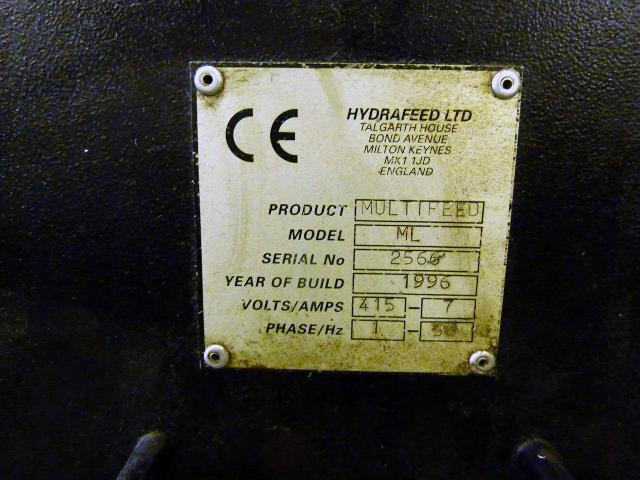 CE
HYDRAFEED LTD
TALGARTH HOUSE
BOND AVENUE
MILTON KEYNES
MK1 1JD
ENGLAND
PRODUCT MULTIFEED
MODEL ML
SERIAL No 2566
YEAR OF BUILD 1996
VOLTS/AMPS 415 - 7
PHASE/Hz 1 - 50